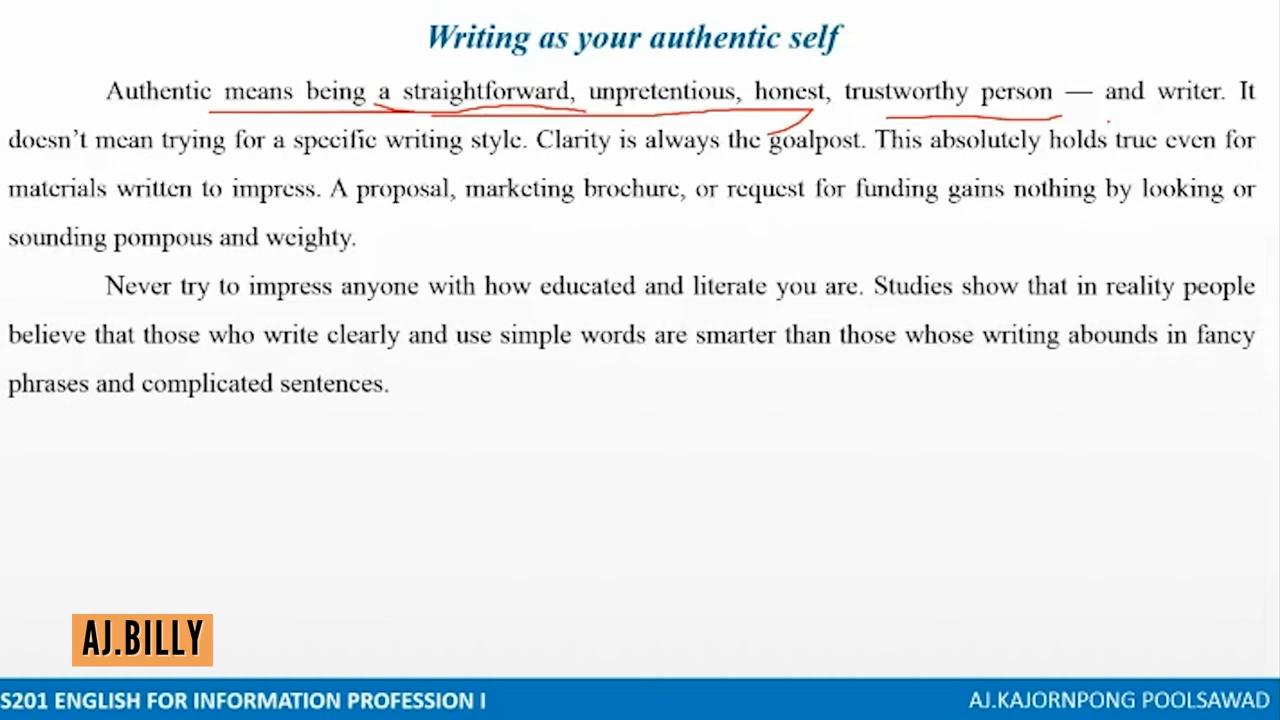 Writing as your authentic self
Authentic means being a straightforward, unpretentious, honest, trustworthy person — and writer. It
doesn't mean trying for a specific writing style. Clarity is always the goalpost. This absolutely holds true even for
materials written to impress. A proposal, marketing brochure, or request for funding gains nothing by looking or
sounding pompous and weighty.
Never try to impress anyone with how educated and literate you are. Studies show that in reality people
believe that those who write clearly and use simple words are smarter than those whose writing abounds in fancy
phrases and complicated sentences.
AJ.BILLY
S201 ENGLISH FOR INFORMATION PROFESSION I
AJ.KAJORNPONG POOLSAWAD